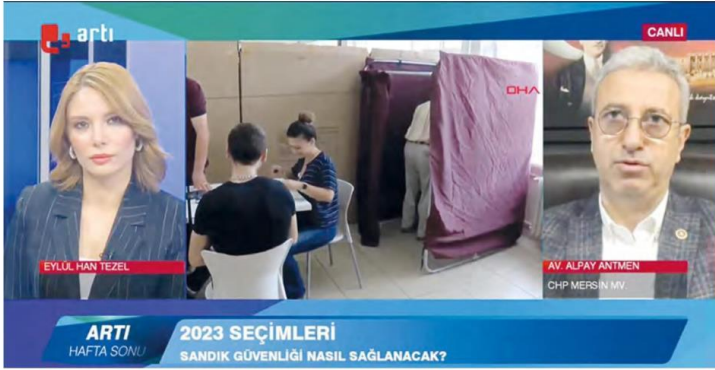 artı
CANLI
DHA
EYLÜL HAN TEZEL
AV. ALPAY ANTMEN
CHP MERSİN MV.
ARTI
HAFTA SONU
2023 SEÇİMLERİ
SANDIK GÜVENLİĞİ NASIL SAĞLANACAK?